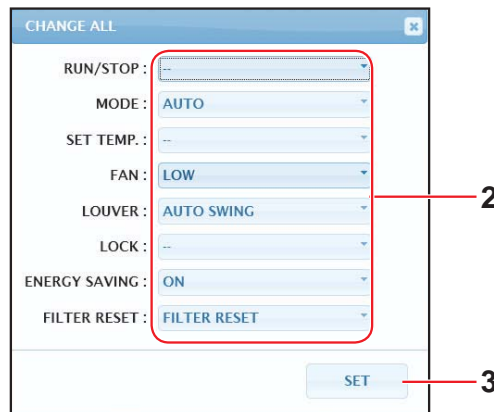 CHANGE ALL
RUN/STOP : --
MODE : AUTO
SET TEMP. : --
FAN : LOW
LOUVER : AUTO SWING
2
LOCK : --
ENERGY SAVING : ON
FILTER RESET : FILTER RESET
SET
3